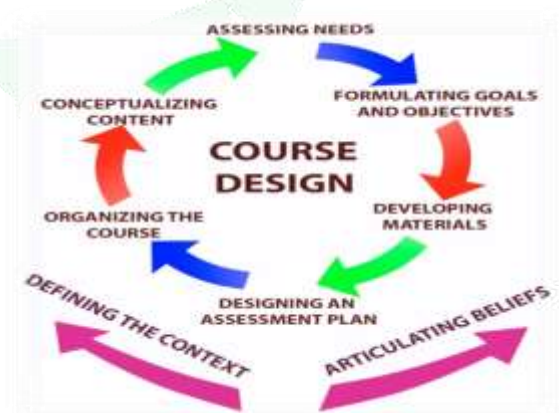 ASSESSING NEEDS
FORMULATING GOALS
AND OBJECTIVES
DEVELOPING
MATERIALS
DESIGNING AN
ASSESSMENT PLAN
ORGANIZING THE
COURSE
CONCEPTUALIZING
CONTENT
COURSE
DESIGN
DEFINING THE CONTEXT
ARTICULATING BELIEFS